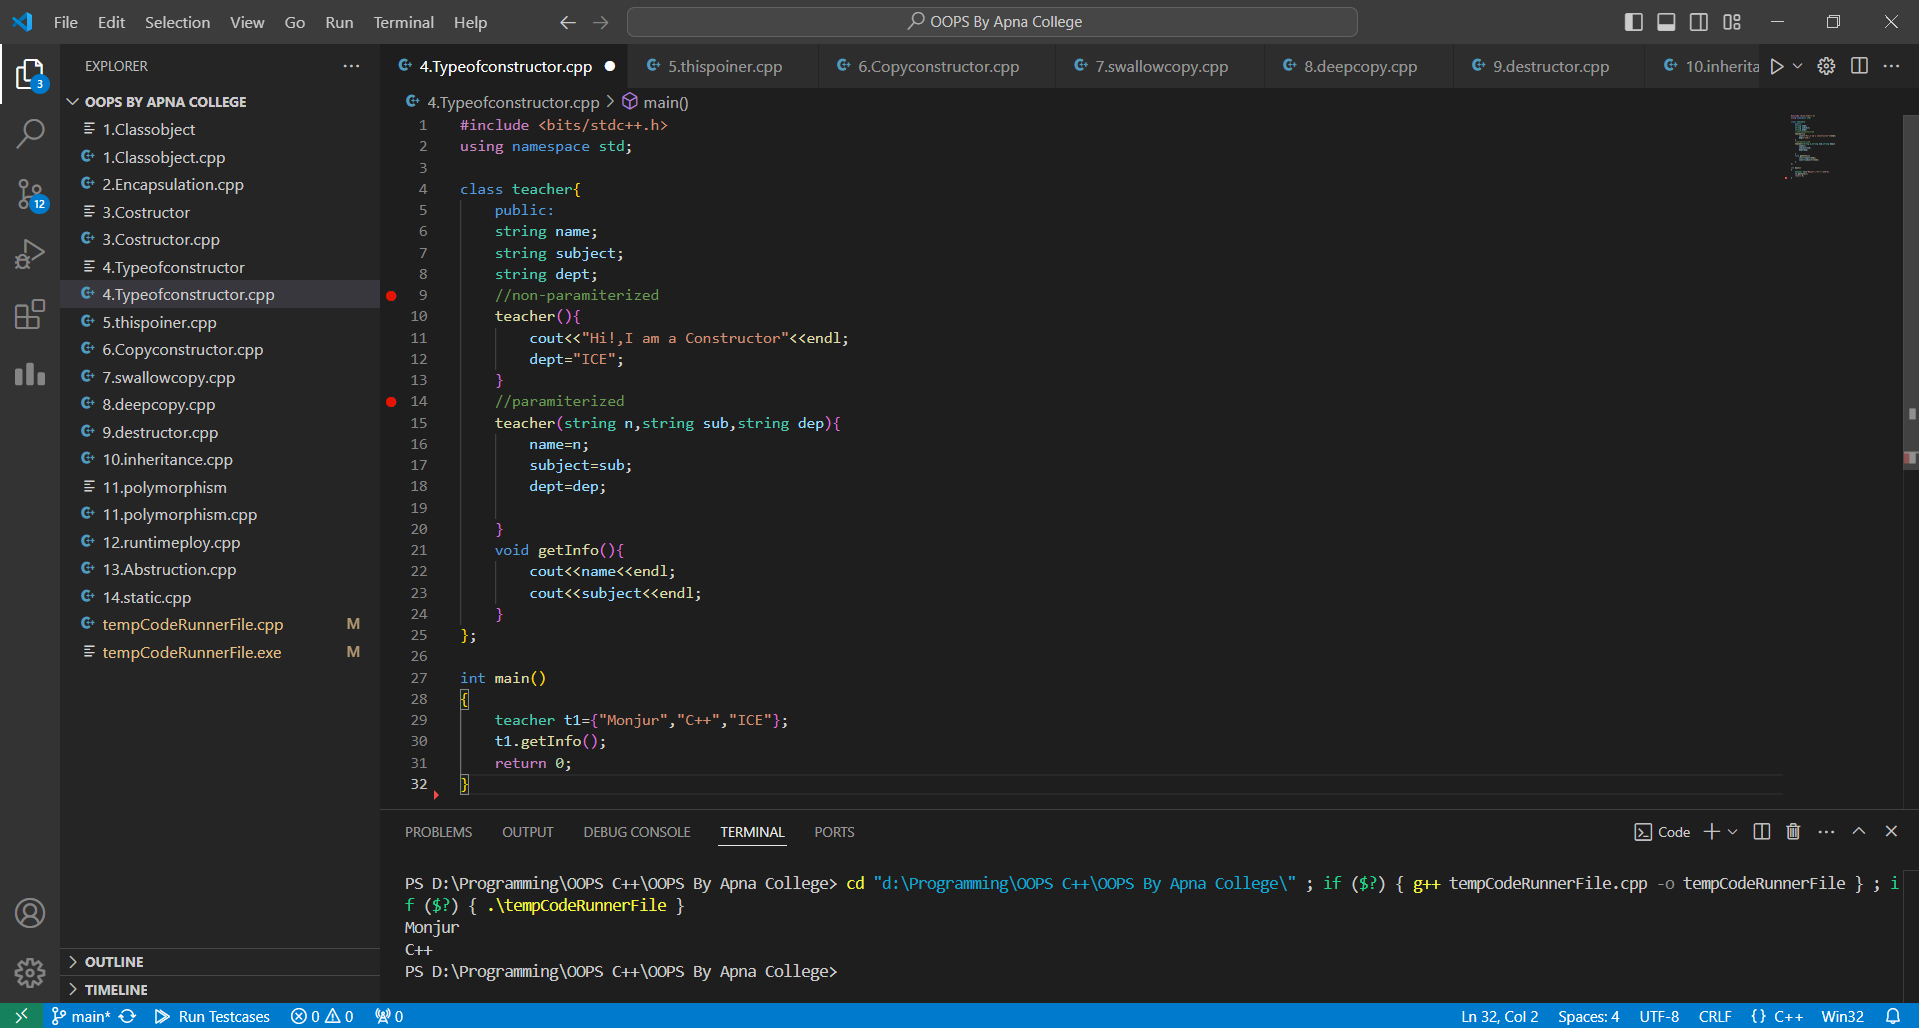 File Edit Selection View Go Run Terminal Help
OOPS By Apna College
EXPLORER
OOPS BY APNA COLLEGE
1.Classobject
1.Classobject.cpp
2.Encapsulation.cpp
3.Costructor
3.Costructor.cpp
4.Typeofconstructor
4.Typeofconstructor.cpp
5.thispoiner.cpp
6.Copyconstructor.cpp
7.swallowcopy.cpp
8.deepcopy.cpp
9.destructor.cpp
10.inheritance.cpp
11.polymorphism
11.polymorphism.cpp
12.runtimeploy.cpp
13.Abstruction.cpp
14.static.cpp
tempCodeRunnerFile.cpp M
tempCodeRunnerFile.exe M
OUTLINE
TIMELINE
3
12
4.Typeofconstructor.cpp 5.thispoiner.cpp 6.Copyconstructor.cpp 7.swallowcopy.cpp 8.deepcopy.cpp 9.destructor.cpp 10.inherita
4.Typeofconstructor.cpp > main()
1 #include <bits/stdc++.h>
2 using namespace std;
3
4 class teacher{
5 public:
6 string name;
7 string subject;
8 string dept;
9 //non-paramiterized
10 teacher(){
11 cout<<"Hi!,I am a Constructor"<<endl;
12 dept="ICE";
13 }
14 //paramiterized
15 teacher(string n,string sub,string dep){
16 name=n;
17 subject=sub;
18 dept=dep;
19
20 }
21 void getInfo(){
22 cout<<name<<endl;
23 cout<<subject<<endl;
24 }
25 };
26
27 int main()
28 {
29 teacher t1={"Monjur","C++","ICE"};
30 t1.getInfo();
31 return 0;
32 }
PROBLEMS OUTPUT DEBUG CONSOLE TERMINAL PORTS
Code
PS D:\Programming\OOPS C++\OOPS By Apna College> cd "d:\Programming\OOPS C++\OOPS By Apna College\" ; if ($?) { g++ tempCodeRunnerFile.cpp -o tempCodeRunnerFile } ; i
f ($?) { .\tempCodeRunnerFile }
Monjur
C++
PS D:\Programming\OOPS C++\OOPS By Apna College>
main* Run Testcases 0 0 0
Ln 32, Col 2 Spaces: 4 UTF-8 CRLF {} C++ Win32